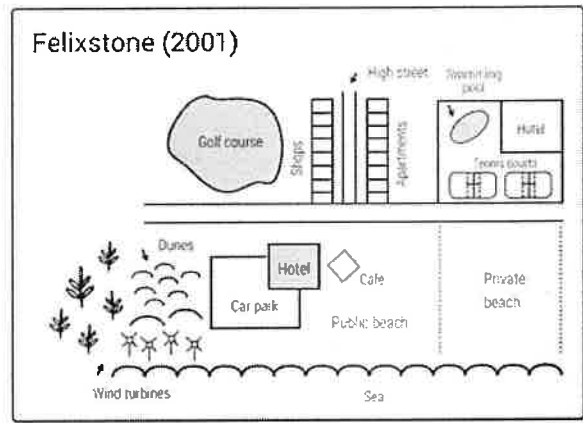 Felixstone (2001)
High street
Swimming
pool
Golf course
Shops
Apartments
Hotel
Tennis courts
Dunes
Hotel
Cafe
Car park
Public beach
Private
beach
Wind turbines
Sea